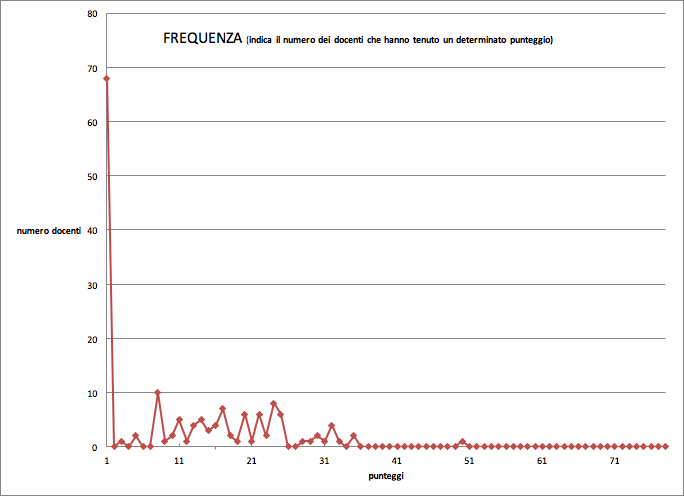 FREQUENZA (indica il numero dei docenti che hanno tenuto un determinato punteggio)
80
70
60
50
numero docenti 40
30
20
10
0
1 11 21 31 41 51 61 71
punteggi